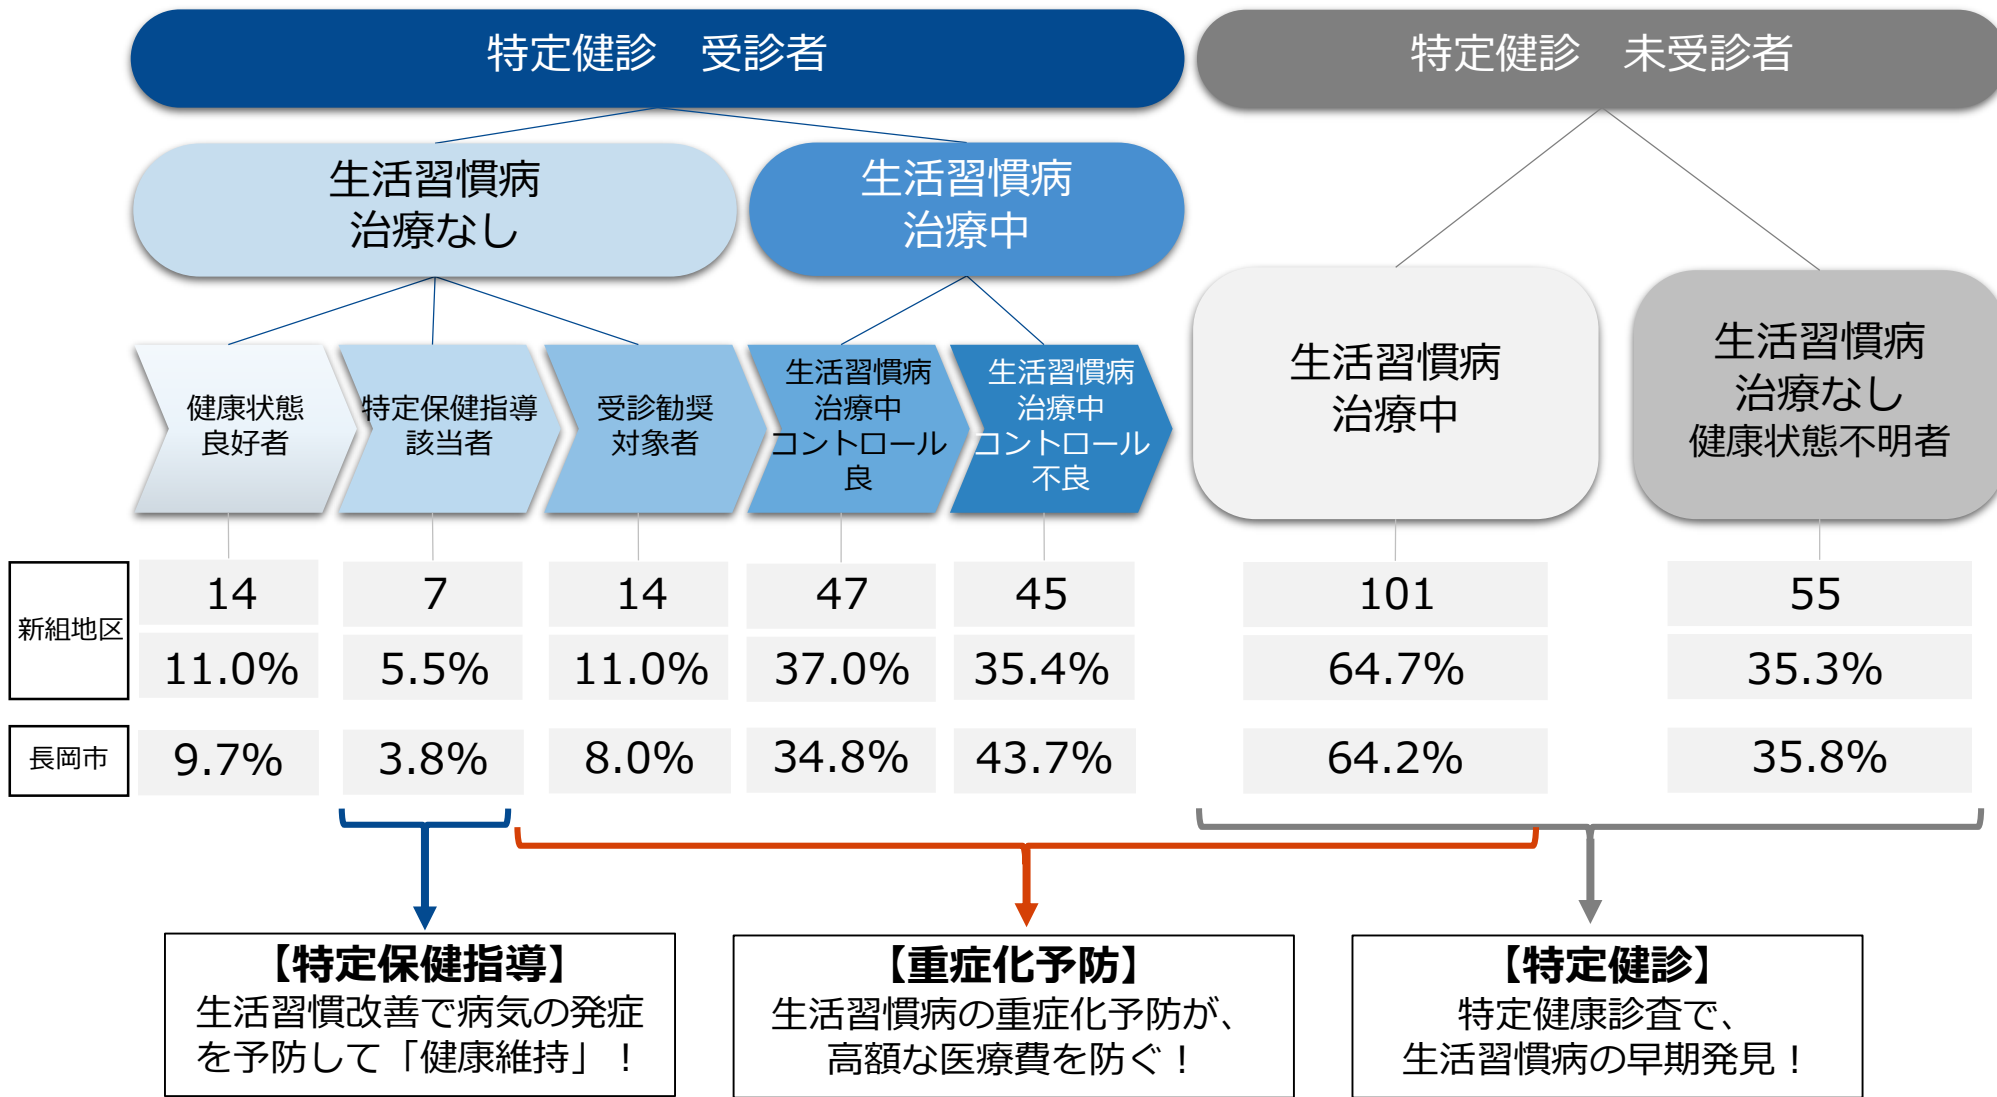 特定健診　受診者
特定健診　未受診者
生活習慣病
治療なし
生活習慣病
治療中
健康状態
良好者
特定保健指導
該当者
受診勧奨
対象者
生活習慣病
治療中
コントロール
良
生活習慣病
治療中
コントロール
不良
生活習慣病
治療中
生活習慣病
治療なし
健康状態不明者
新組地区
14
7
14
47
45
101
55
11.0%
5.5%
11.0%
37.0%
35.4%
64.7%
35.3%
長岡市
9.7%
3.8%
8.0%
34.8%
43.7%
64.2%
35.8%
【特定保健指導】
生活習慣改善で病気の発症
を予防して「健康維持」！
【重症化予防】
生活習慣病の重症化予防が、
高額な医療費を防ぐ！
【特定健診】
特定健康診査で、
生活習慣病の早期発見！